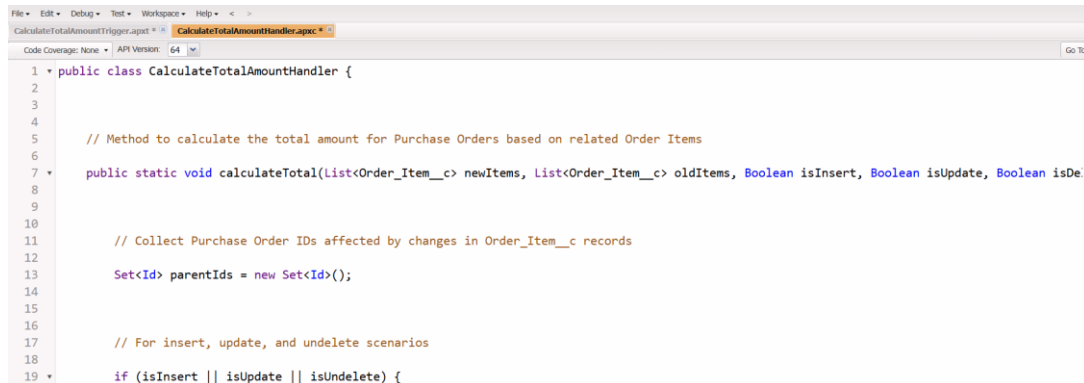 File Edit Debug Test Workspace Help < >
CalculateTotalAmountTrigger.apxt * CalculateTotalAmountHandler.apxc *
Code Coverage: None API Version: 64 Go To
1 public class CalculateTotalAmountHandler {
2
3
4
5 // Method to calculate the total amount for Purchase Orders based on related Order Items
6
7 public static void calculateTotal(List<Order_Item__c> newItems, List<Order_Item__c> oldItems, Boolean isInsert, Boolean isUpdate, Boolean isDel
8
9
10
11 // Collect Purchase Order IDs affected by changes in Order_Item__c records
12
13 Set<Id> parentIds = new Set<Id>();
14
15
16
17 // For insert, update, and undelete scenarios
18
19 if (isInsert || isUpdate || isUndelete) {